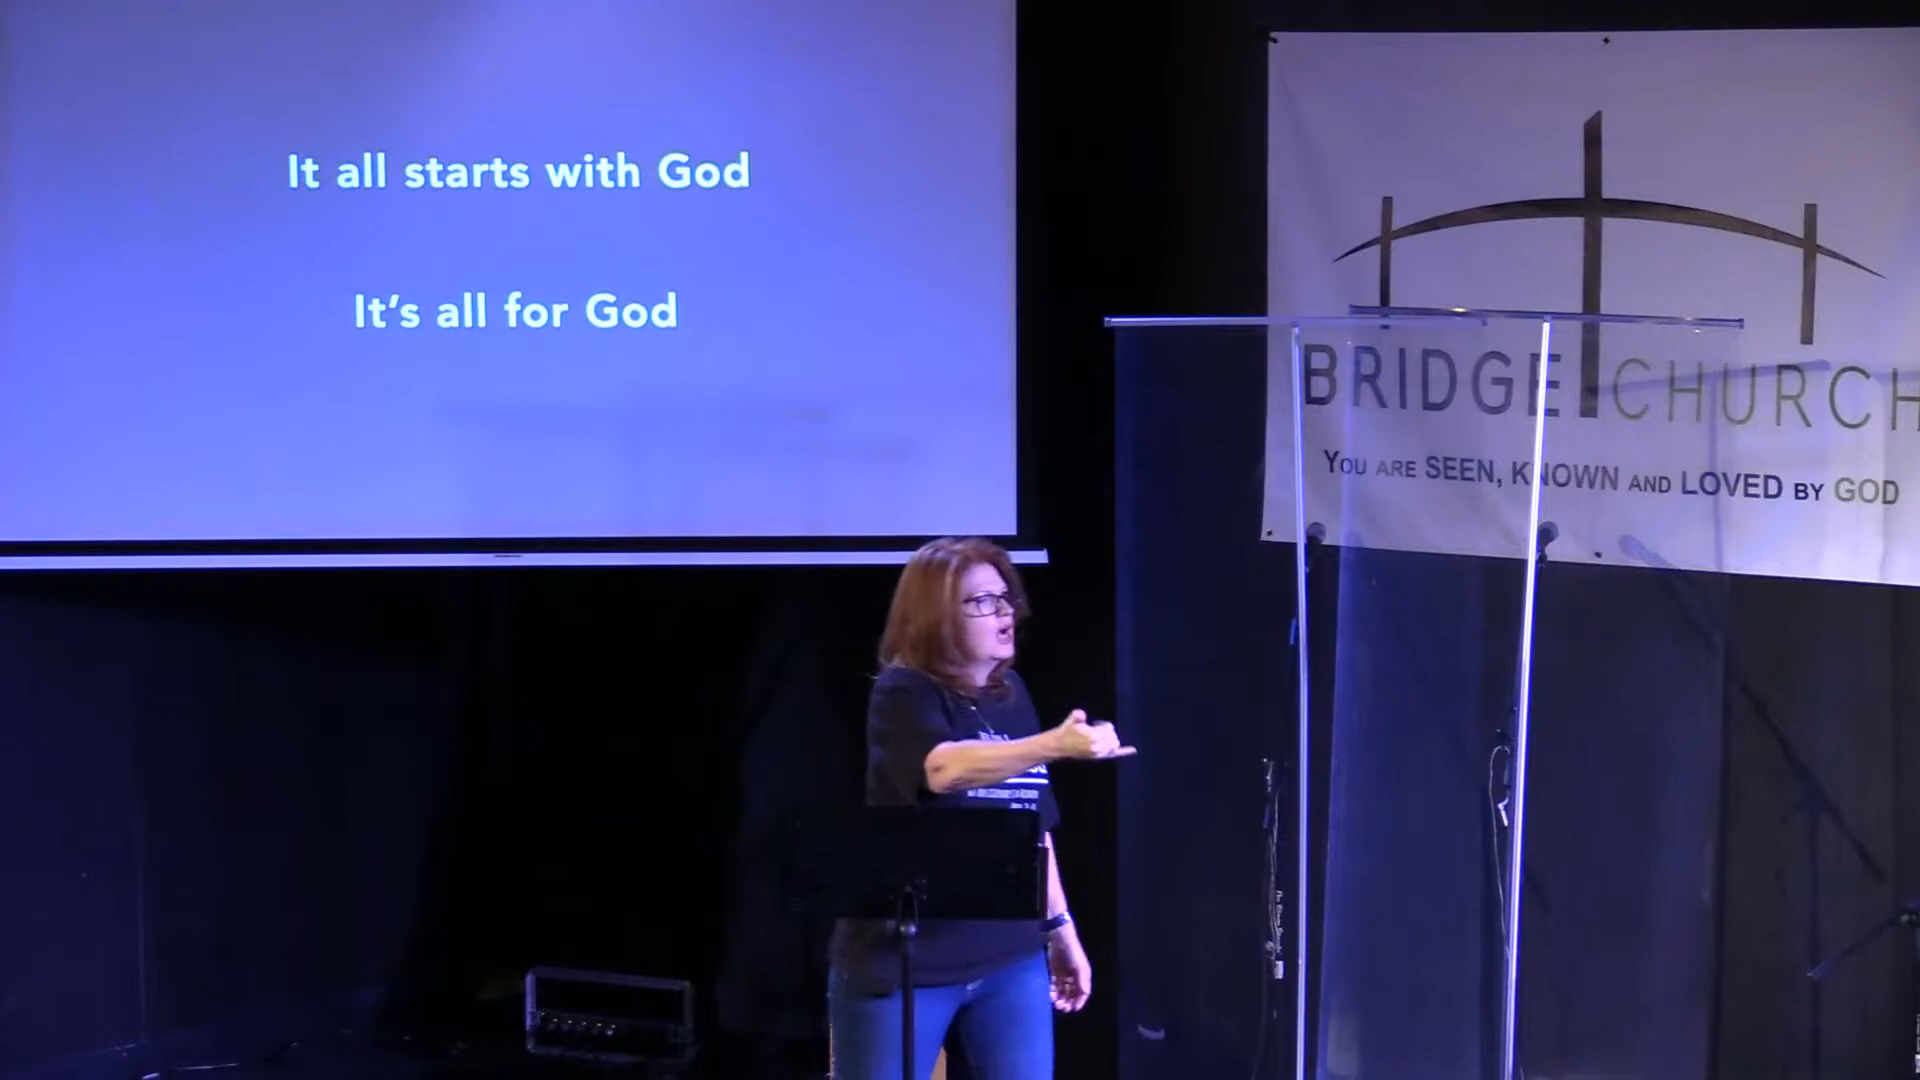 It all starts with God
It's all for God
BRIDGE CHURCH
YOU ARE SEEN, KNOWN AND LOVED BY GOD